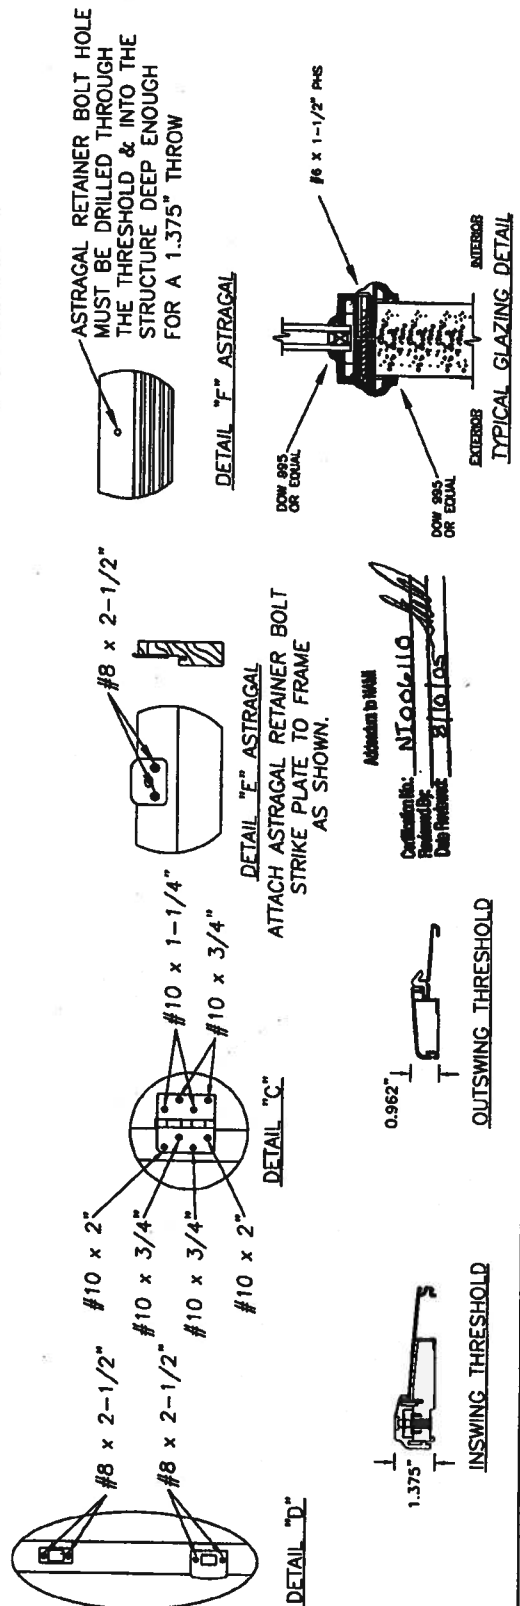 #8 x 2-1/2"
#8 x 2-1/2"
DETAIL "D"
#10 x 2"
#10 x 3/4"
#10 x 3/4"
#10 x 2"
#10 x 1-1/4"
#10 x 3/4"
DETAIL "C"
#8 x 2-1/2"
DETAIL "E" ASTRAGAL
ATTACH ASTRAGAL RETAINER BOLT
STRIKE PLATE TO FRAME
AS SHOWN.
ASTRAGAL RETAINER BOLT HOLE
MUST BE DRILLED THROUGH
THE THRESHOLD & INTO THE
STRUCTURE DEEP ENOUGH
FOR A 1.375" THROW
DETAIL "F" ASTRAGAL
1.375"
INSWING THRESHOLD
0.962"
OUTSWING THRESHOLD
Addendum to NAMI
Certification No.: NI006110
Reviewed By:
Date Reviewed: 8/10/05
DOW 995
OR EQUAL
#6 x 1-1/2" PHS
DOW 995
OR EQUAL
EXTERIOR
INTERIOR
TYPICAL GLAZING DETAIL